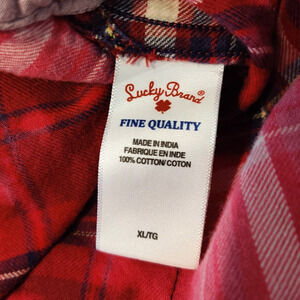 Lucky Brand
FINE QUALITY
MADE IN INDIA
FABRIQUE EN INDE
100% COTTON/COTON
XL/TG